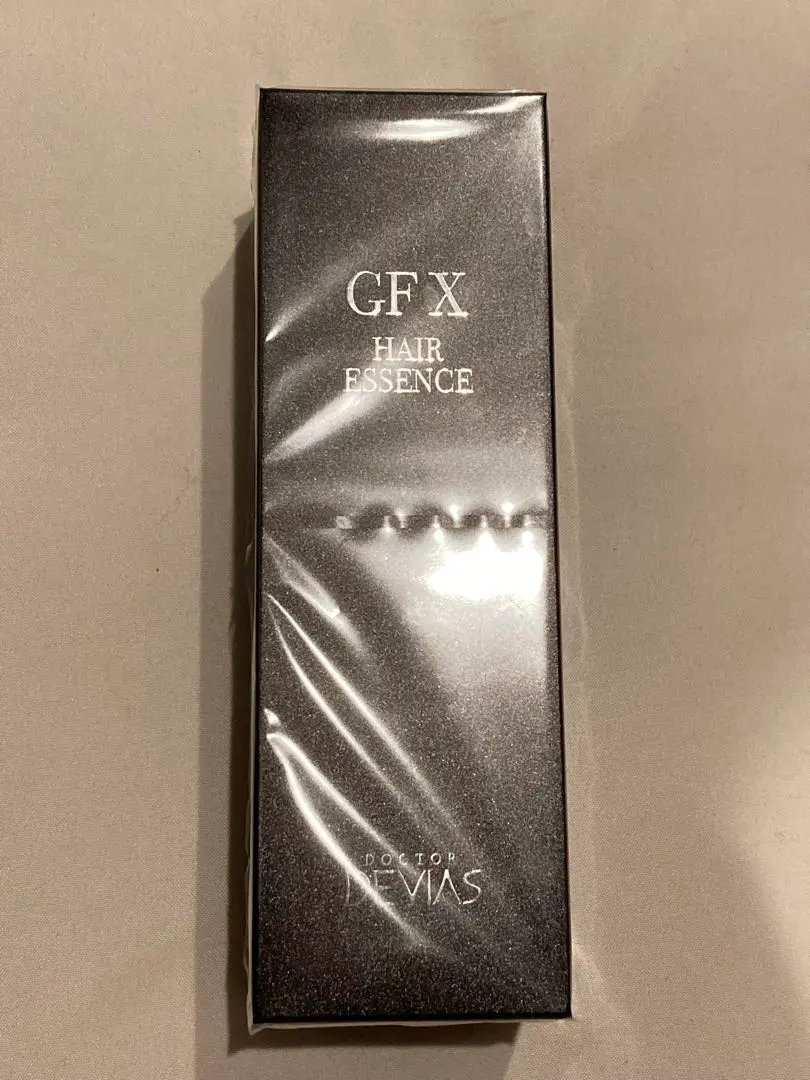 GF X
HAIR
ESSENCE
DOCTOR
DEVIAS